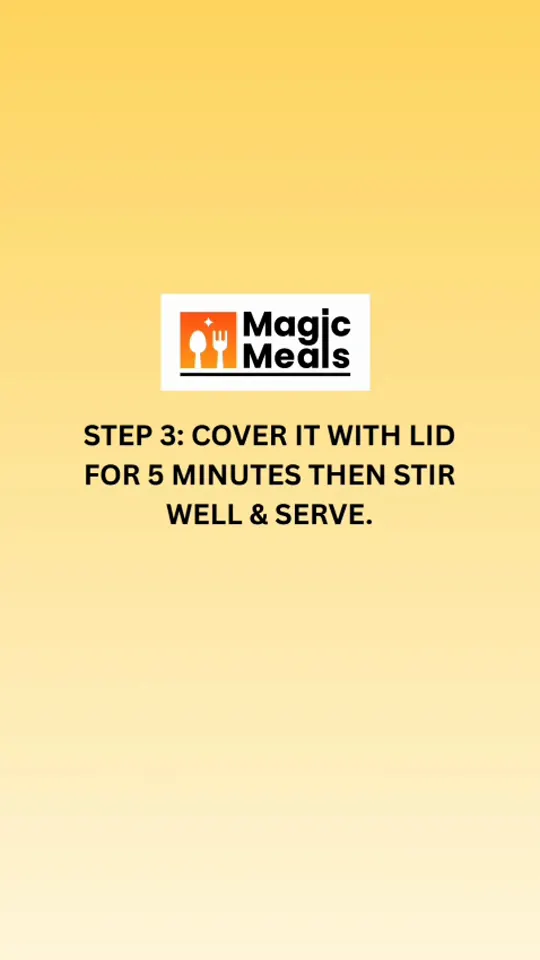 Magic
Meals
STEP 3: COVER IT WITH LID
FOR 5 MINUTES THEN STIR
WELL & SERVE.